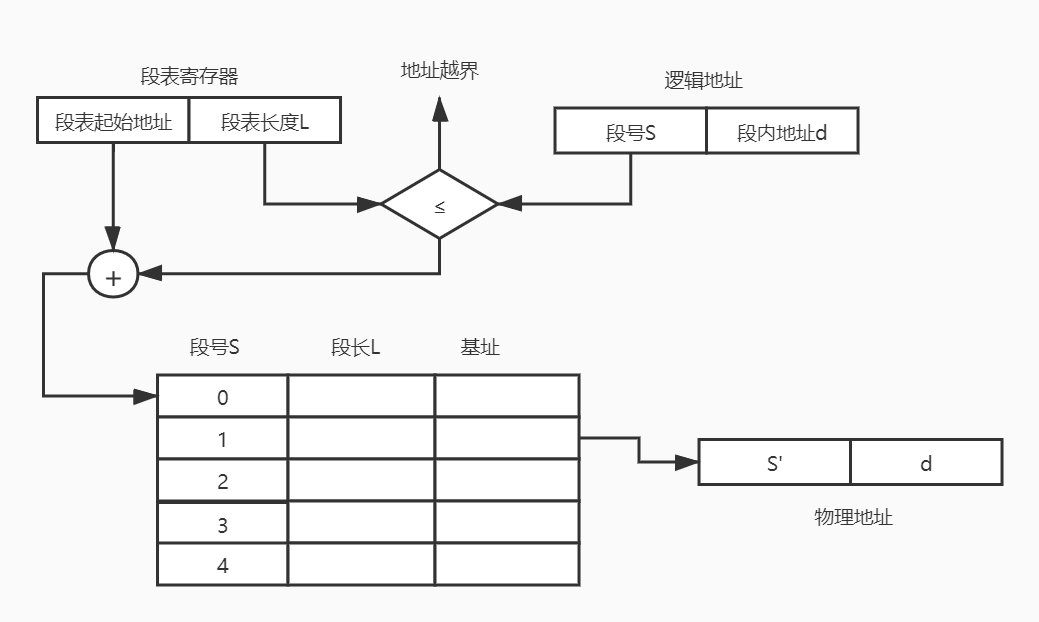 段表寄存器
地址越界
逻辑地址
段表起始地址 段表长度L
段号S 段内地址d
≤
+
段号S 段长L 基址
0
1
2
3
4
S' d
物理地址